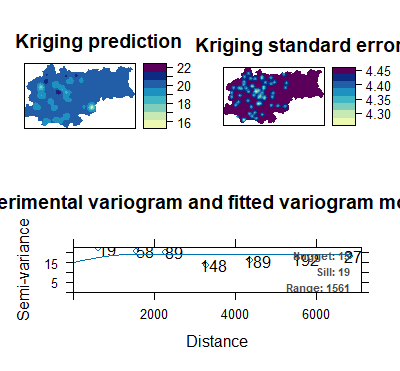 Kriging prediction
Kriging standard error
22
20
18
16
4.45
4.40
4.35
4.30
erimental variogram and fitted variogram mo
Semi-variance
15
5
19
58
89
148
189
192
27
Sill: 19
Range: 1561
2000
4000
6000
Distance